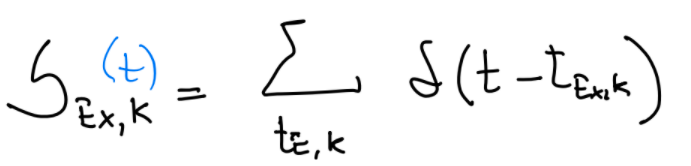 S_{Ex,K}(t) = \sum_{t_{E,K}} \delta(t - t_{Ex,K})